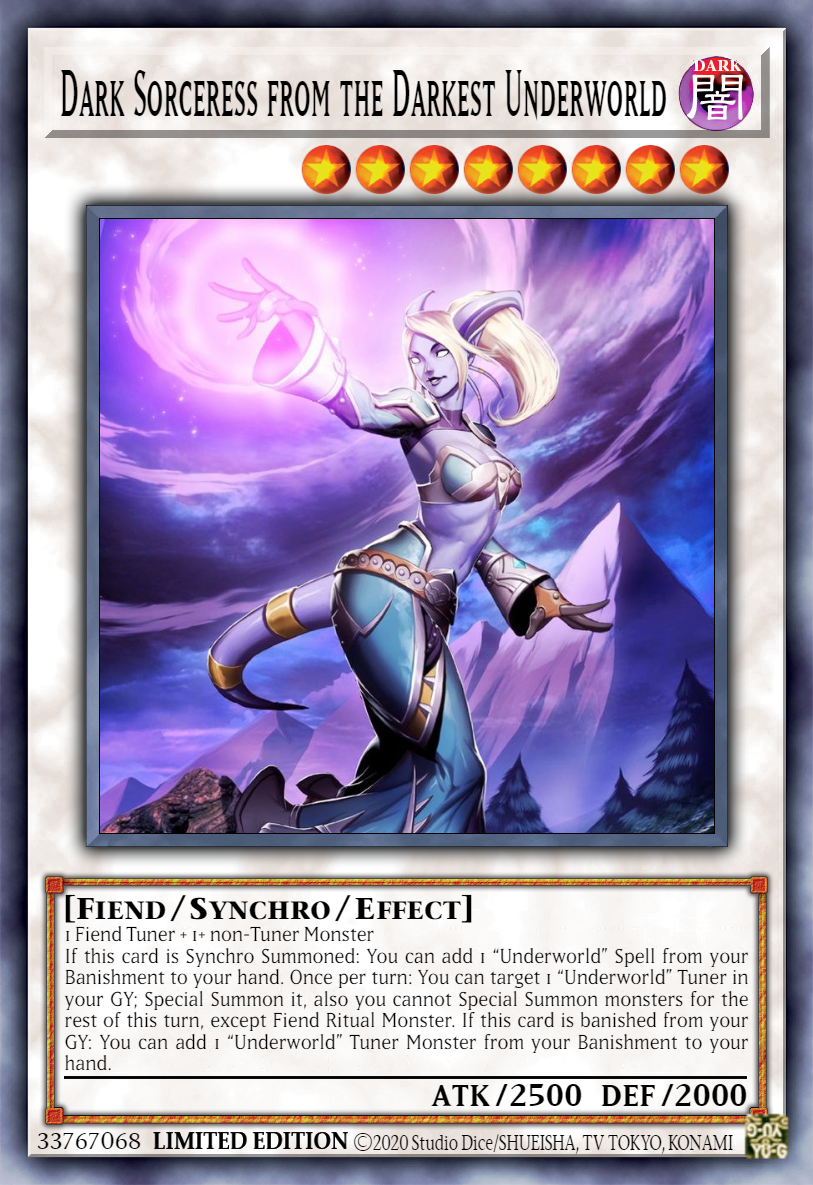 Dark Sorceress from the Darkest Underworld
DARK
闇
[Fiend/Synchro/Effect]
1 Fiend Tuner + 1+ non-Tuner Monster
If this card is Synchro Summoned: You can add 1 “Underworld” Spell from your
Banishment to your hand. Once per turn: You can target 1 “Underworld” Tuner in
your GY; Special Summon it, also you cannot Special Summon monsters for the
rest of this turn, except Fiend Ritual Monster. If this card is banished from your
GY: You can add 1 “Underworld” Tuner Monster from your Banishment to your
hand.
ATK/2500 DEF/2000
33767068 LIMITED EDITION ©2020 Studio Dice/SHUEISHA, TV TOKYO, KONAMI